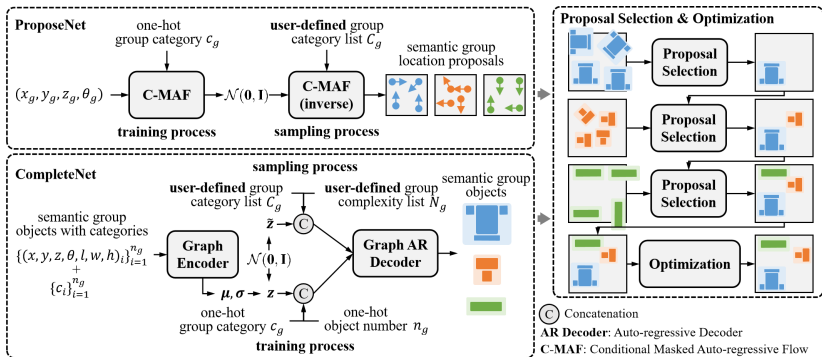 ProposeNet
one-hot
group category c_g
user-defined group
category list C_g
semantic group
location proposals
(x_g, y_g, z_g, θ_g)
C-MAF
𝒩(0, I)
C-MAF
(inverse)
training process
sampling process
CompleteNet
sampling process
user-defined group
category list C_g
user-defined group
complexity list N_g
semantic group
objects with categories
{(x, y, z, θ, l, w, h)_i}_{i=1}^{n_g}
+
{c_i}_{i=1}^{n_g}
Graph
Encoder
μ, σ
z̃
C
𝒩(0, I)
z
C
Graph AR
Decoder
semantic group
objects
one-hot
group category c_g
one-hot
object number n_g
training process
Proposal Selection & Optimization
Proposal
Selection
Proposal
Selection
Proposal
Selection
Optimization
C Concatenation
AR Decoder: Auto-regressive Decoder
C-MAF: Conditional Masked Auto-regressive Flow